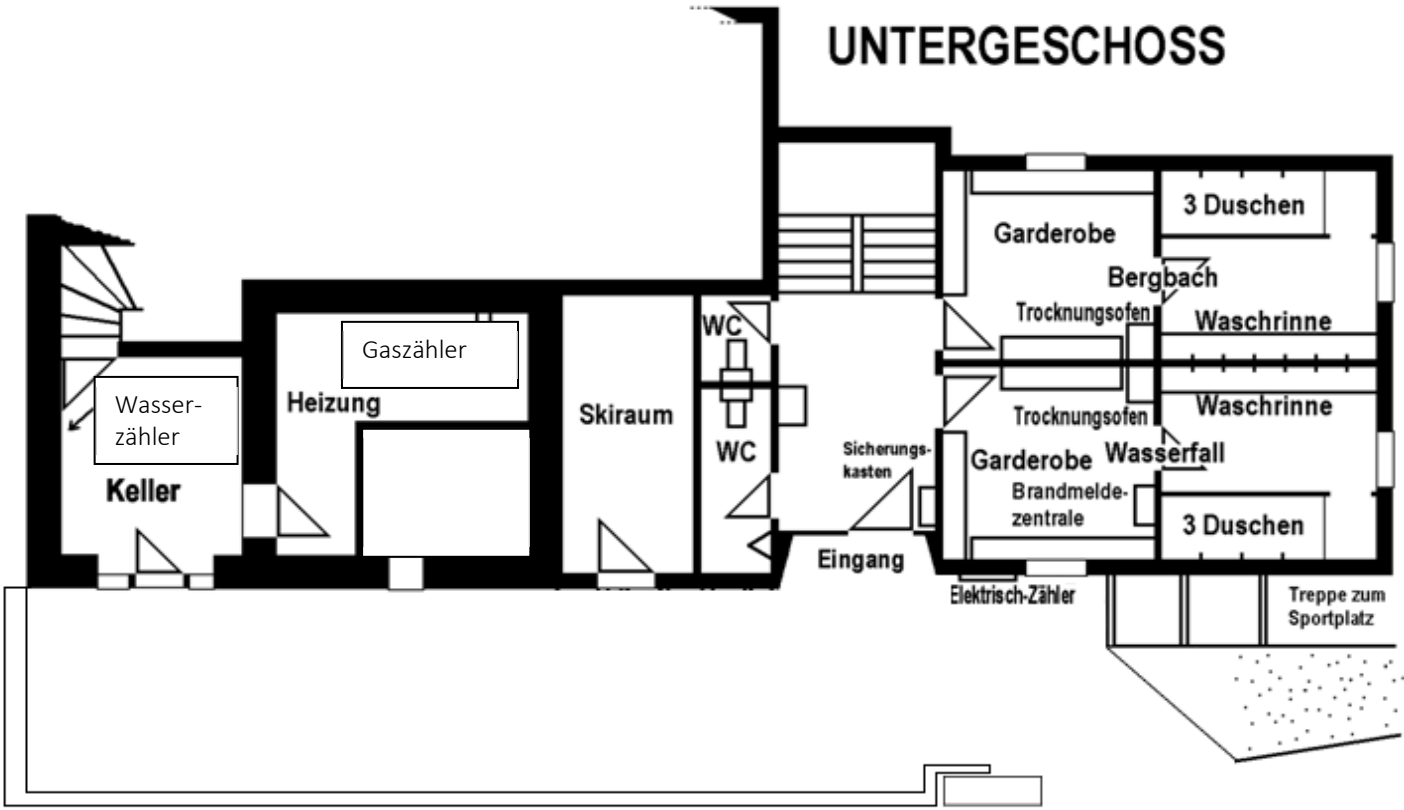 UNTERGESCHOSS
3 Duschen
Garderobe
Bergbach
Trocknungsofen
Waschrinne
WC
Gaszähler
Wasser-
zähler
Heizung
Skiraum
Keller
WC
Sicherungs-
kasten
Trocknungsofen
Waschrinne
Garderobe
Wasserfall
Brandmelde-
zentrale
3 Duschen
Eingang
Elektrisch-Zähler
Treppe zum
Sportplatz